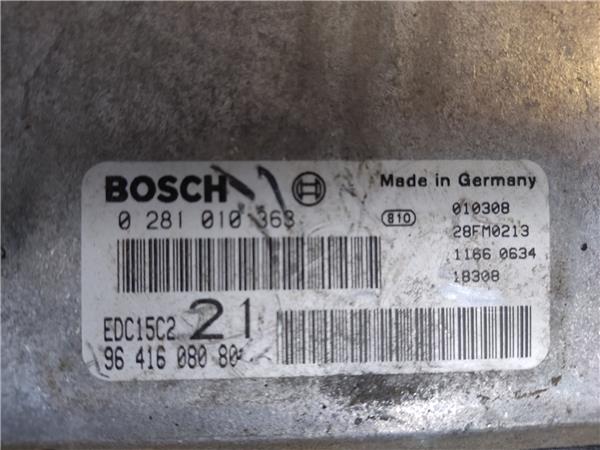 BOSCH
Made in Germany
0 281 010 363
810
010308
28FM0213
1166 0634
18308
EDC15C2 21
96 416 080 80